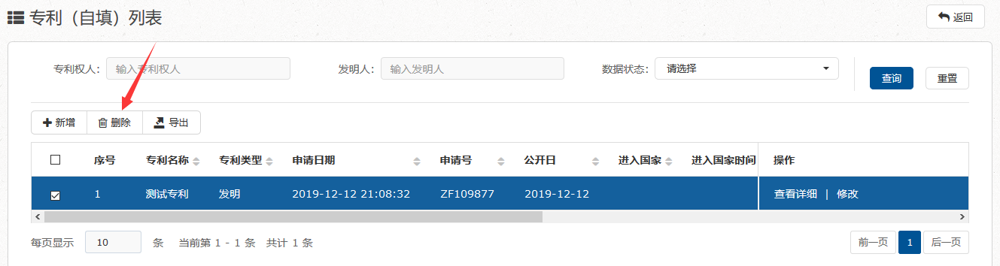 专利（自填）列表 返回
专利权人: 输入专利权人 发明人: 输入发明人 数据状态: 请选择 查询 重置
新增 删除 导出
序号 专利名称 专利类型 申请日期 申请号 公开日 进入国家 进入国家时间 操作
1 测试专利 发明 2019-12-12 21:08:32 ZF109877 2019-12-12 查看详细 | 修改
每页显示 10 条 当前第 1 - 1 条 共计 1 条 前一页 1 后一页